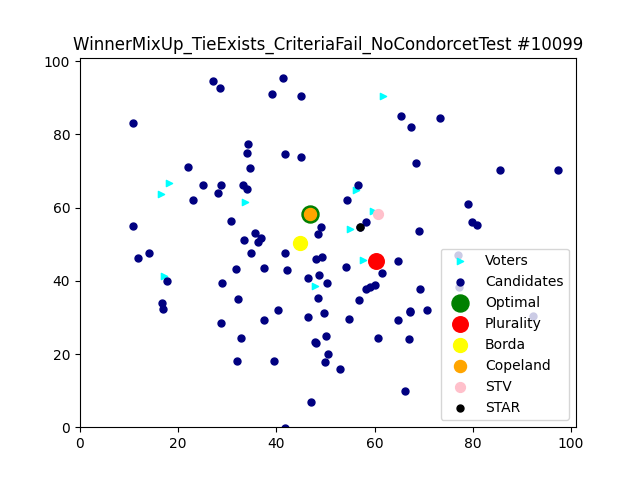 WinnerMixUp_TieExists_CriteriaFail_NoCondorcetTest #10099
100
80
60
40
20
0
0 20 40 60 80 100
Voters
Candidates
Optimal
Plurality
Borda
Copeland
STV
STAR